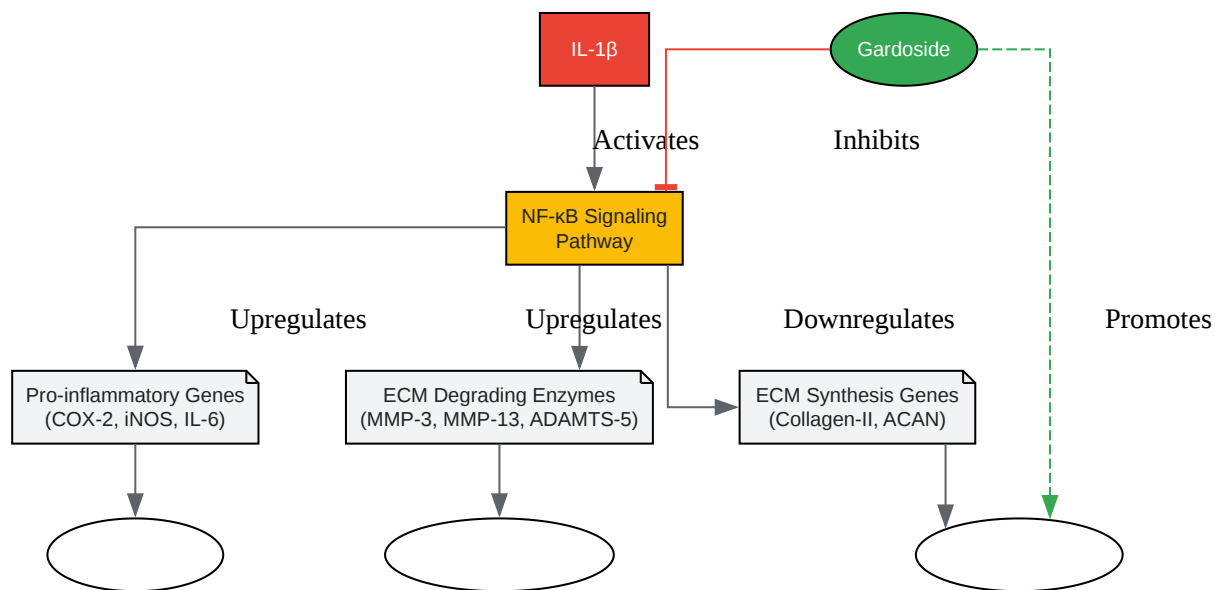 IL-1β
Gardoside
Activates
Inhibits
NF-κB Signaling
Pathway
Upregulates
Upregulates
Downregulates
Promotes
Pro-inflammatory Genes
(COX-2, iNOS, IL-6)
ECM Degrading Enzymes
(MMP-3, MMP-13, ADAMTS-5)
ECM Synthesis Genes
(Collagen-II, ACAN)